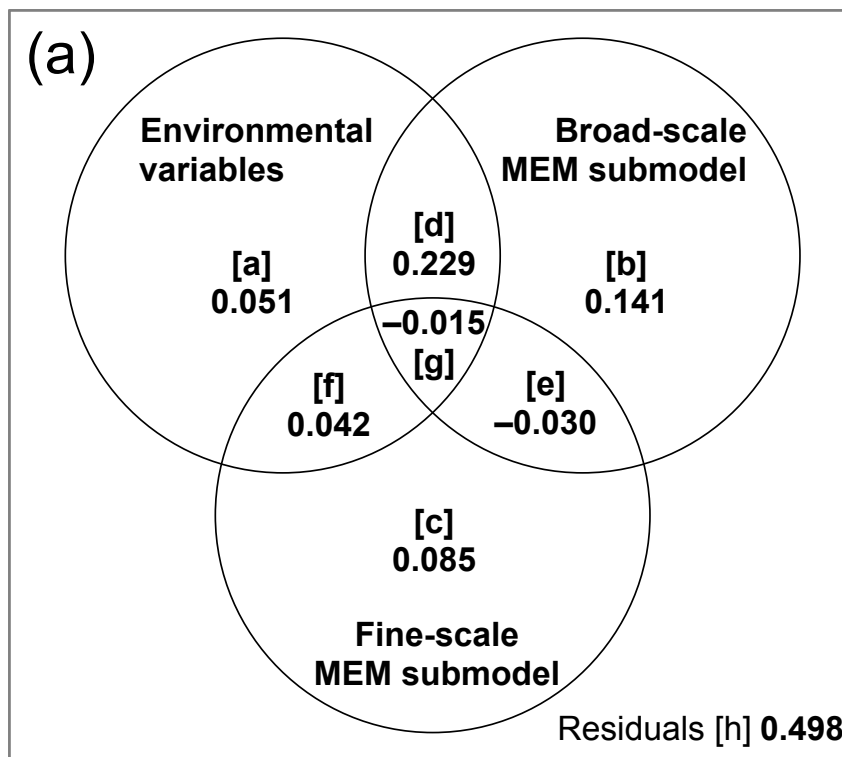 (a)
Environmental
variables
Broad-scale
MEM submodel
[d]
0.229
[a]
0.051
[b]
0.141
–0.015
[g]
[f]
0.042
[e]
–0.030
[c]
0.085
Fine-scale
MEM submodel
Residuals [h] 0.498